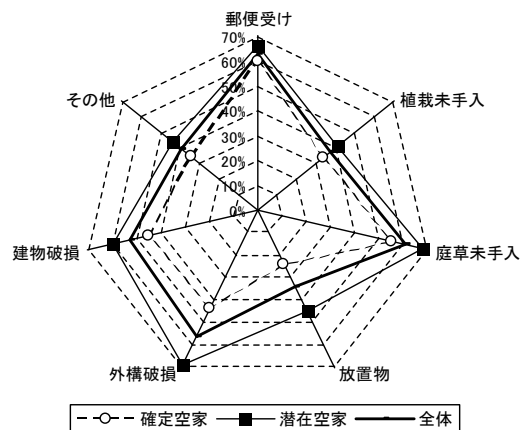 郵便受け
70%
60%
50%
40%
30%
20%
10%
0%
その他
植栽未手入
建物破損
庭草未手入
外構破損
放置物
確定空家 潜在空家 全体